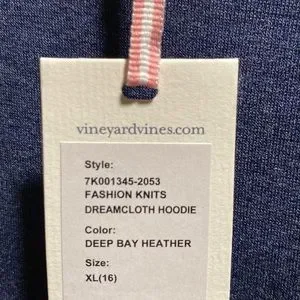 vineyardvines.com
Style:
7K001345-2053
FASHION KNITS
DREAMCLOTH HOODIE
Color:
DEEP BAY HEATHER
Size:
XL(16)